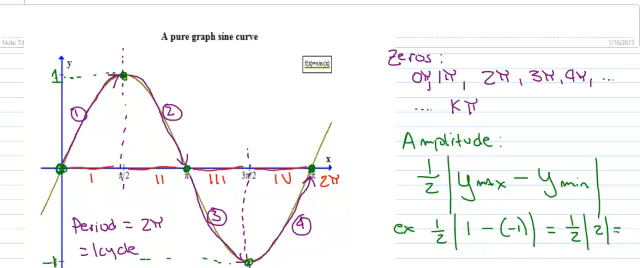 Note Titl
1/16/2013
A pure graph sine curve
f(x)=sin(x)
y
1
① ②
x
I π/2 II π III 3π/2 IV 2π
③ ④
Period = 2π
= 1 cycle
-1
Zeros:
0π, 1π, 2π, 3π, 4π, ...
.... Kπ
Amplitude:
1/2 | ymax - ymin |
ex 1/2 | 1 - (-1) | = 1/2 | 2 | =